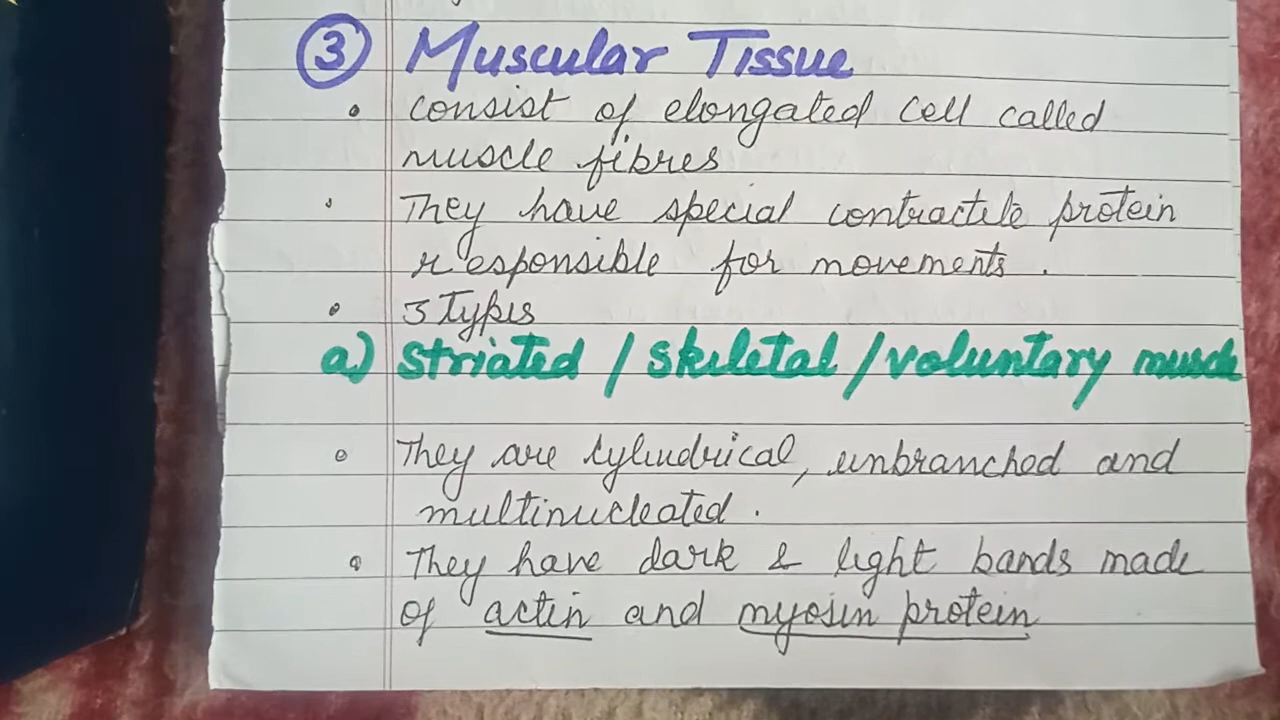 3 Muscular Tissue
• consist of elongated cell called
muscle fibres
• They have special contractile protein
responsible for movements .
• 3 Types
a) Striated / Skeletal / voluntary muscle
• They are cylindrical, unbranched and
multinucleated .
• They have dark & light bands made
of actin and myosin protein